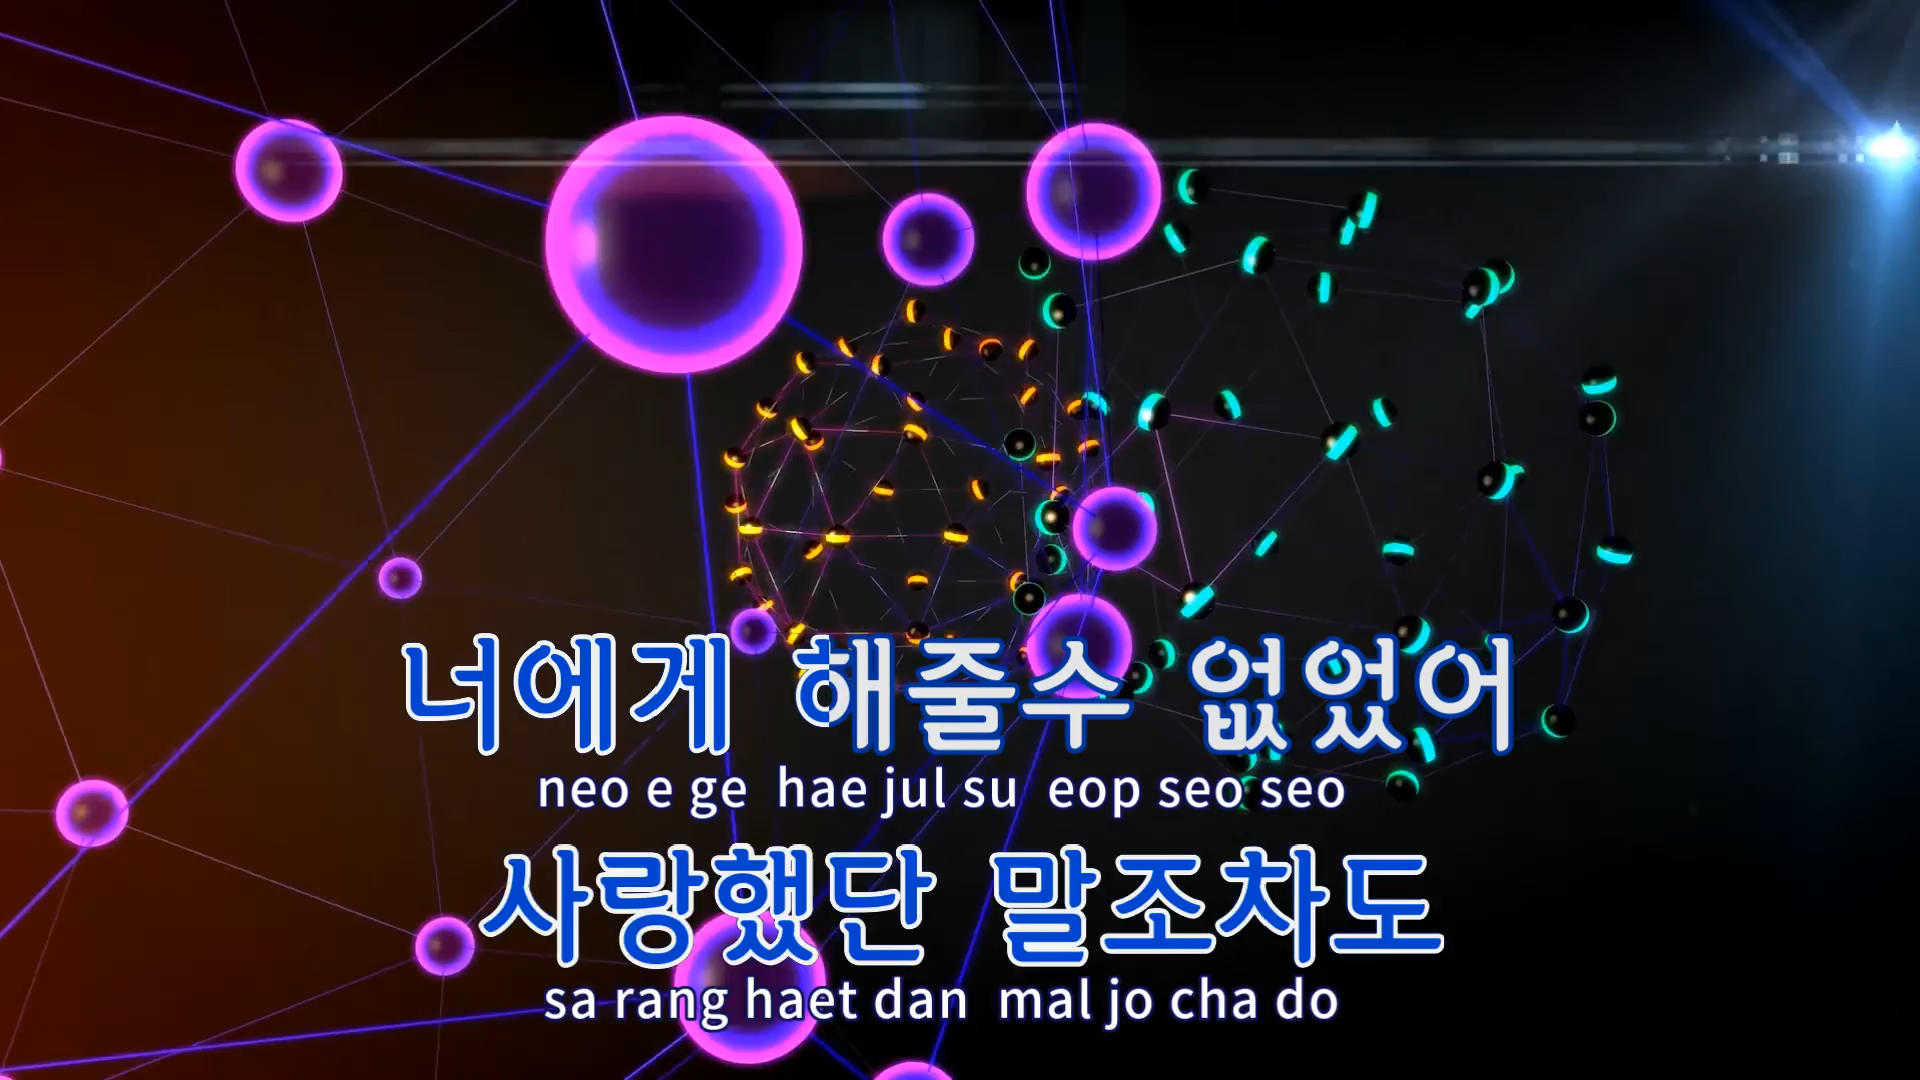 너에게 해줄수 없었어
neo e ge hae jul su eop seo seo
사랑했단 말조차도
sa rang haet dan mal jo cha do